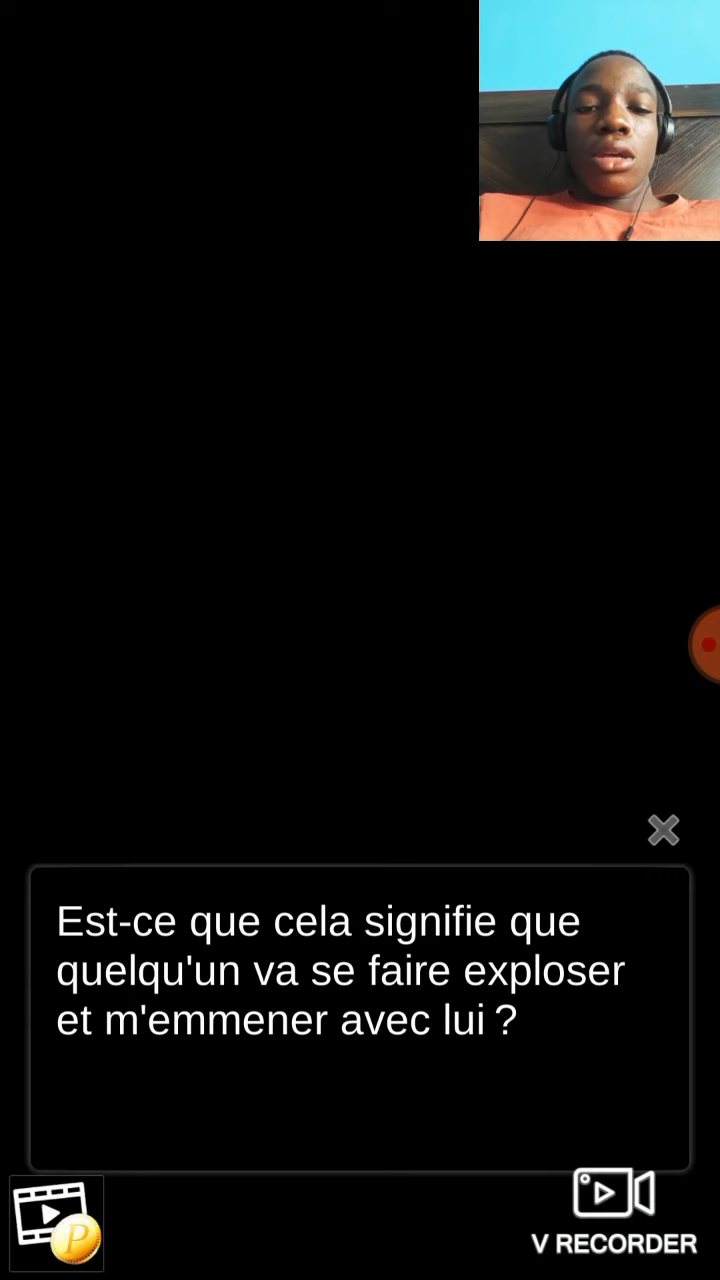 Est-ce que cela signifie que
quelqu'un va se faire exploser
et m'emmener avec lui ?
P
V RECORDER